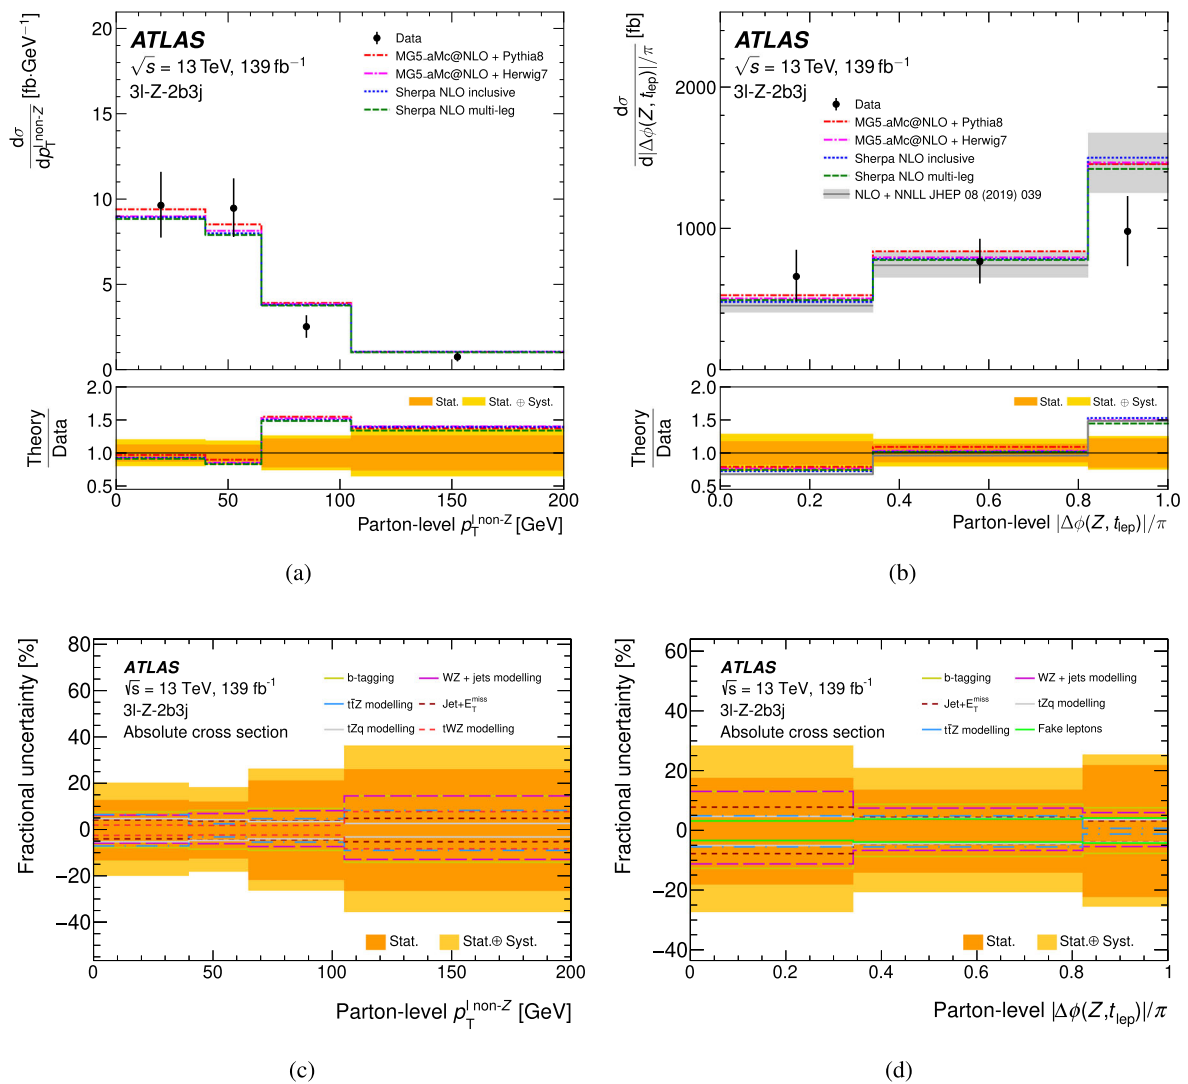 20
15
10
5
0
dσ
dp_T^{l non-Z} [fb·GeV⁻¹]
ATLAS
√s = 13 TeV, 139 fb⁻¹
3l-Z-2b3j
Data
MG5_aMc@NLO + Pythia8
MG5_aMc@NLO + Herwig7
Sherpa NLO inclusive
Sherpa NLO multi-leg
2.0
1.5
1.0
0.5
Theory
Data
Stat.
Stat. ⊕ Syst.
0 50 100 150 200
Parton-level p_T^{l non-Z} [GeV]
(a)
2000
1000
0
dσ
d|Δϕ(Z, t_lep)|/π [fb]
ATLAS
√s = 13 TeV, 139 fb⁻¹
3l-Z-2b3j
Data
MG5_aMc@NLO + Pythia8
MG5_aMc@NLO + Herwig7
Sherpa NLO inclusive
Sherpa NLO multi-leg
NLO + NNLL JHEP 08 (2019) 039
2.0
1.5
1.0
0.5
Theory
Data
Stat.
Stat. ⊕ Syst.
0.0 0.2 0.4 0.6 0.8 1.0
Parton-level |Δϕ(Z, t_lep)|/π
(b)
80
60
40
20
0
−20
−40
Fractional uncertainty [%]
ATLAS
√s = 13 TeV, 139 fb⁻¹
3l-Z-2b3j
Absolute cross section
b-tagging
WZ + jets modelling
tt̄Z modelling
Jet+E_T^miss
tZq modelling
tWZ modelling
Stat.
Stat.⊕ Syst.
0 50 100 150 200
Parton-level p_T^{l non-Z} [GeV]
(c)
60
40
20
0
−20
−40
Fractional uncertainty [%]
ATLAS
√s = 13 TeV, 139 fb⁻¹
3l-Z-2b3j
Absolute cross section
b-tagging
WZ + jets modelling
Jet+E_T^miss
tZq modelling
tt̄Z modelling
Fake leptons
Stat.
Stat.⊕ Syst.
0 0.2 0.4 0.6 0.8 1
Parton-level |Δϕ(Z,t_lep)|/π
(d)